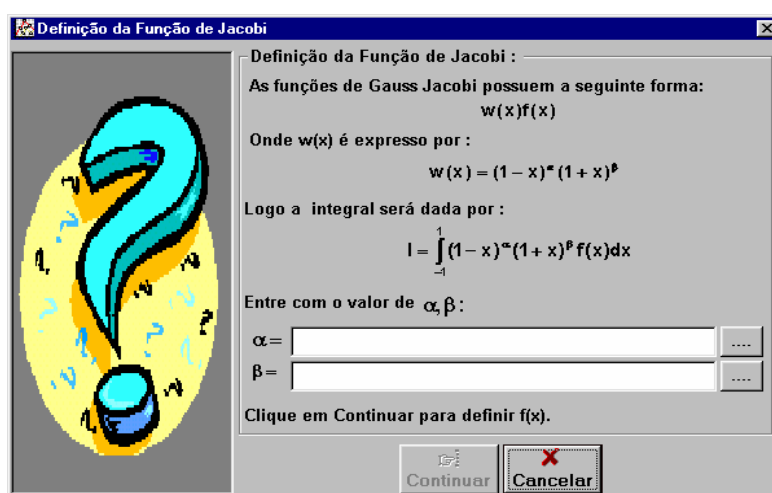 Definição da Função de Jacobi
Definição da Função de Jacobi :
As funções de Gauss Jacobi possuem a seguinte forma:
w(x)f(x)
Onde w(x) é expresso por :
w(x) = (1 − x)^α (1 + x)^β
Logo a integral será dada por :
I = ∫_{−1}^{1} (1 − x)^α (1 + x)^β f(x)dx
Entre com o valor de α,β :
α = ....
β = ....
Clique em Continuar para definir f(x).
Continuar Cancelar